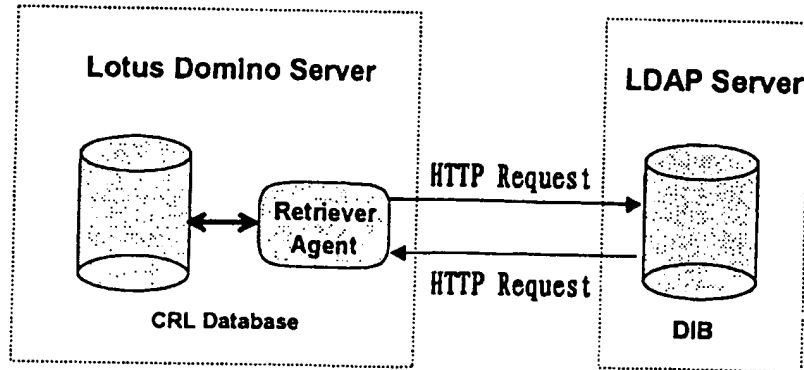 Lotus Domino Server
LDAP Server
HTTP Request
Retriever
Agent
HTTP Request
CRL Database
DIB